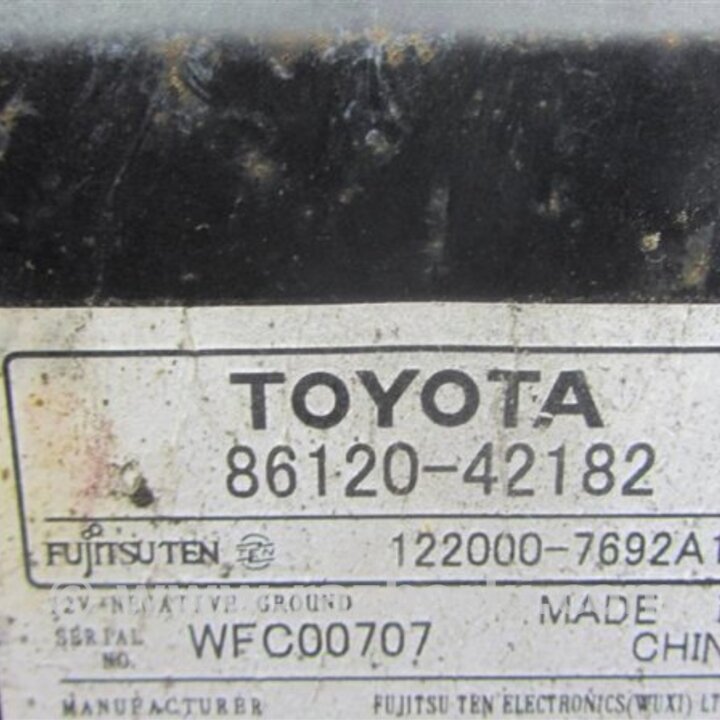 TOYOTA
86120-42182
FUJITSU TEN TEN 122000-7692A1
12V NEGATIVE GROUND MADE
SERIAL NO. WFC00707 CHIN
MANUFACTURER FUJITSU TEN ELECTRONICS(WUXI) LT